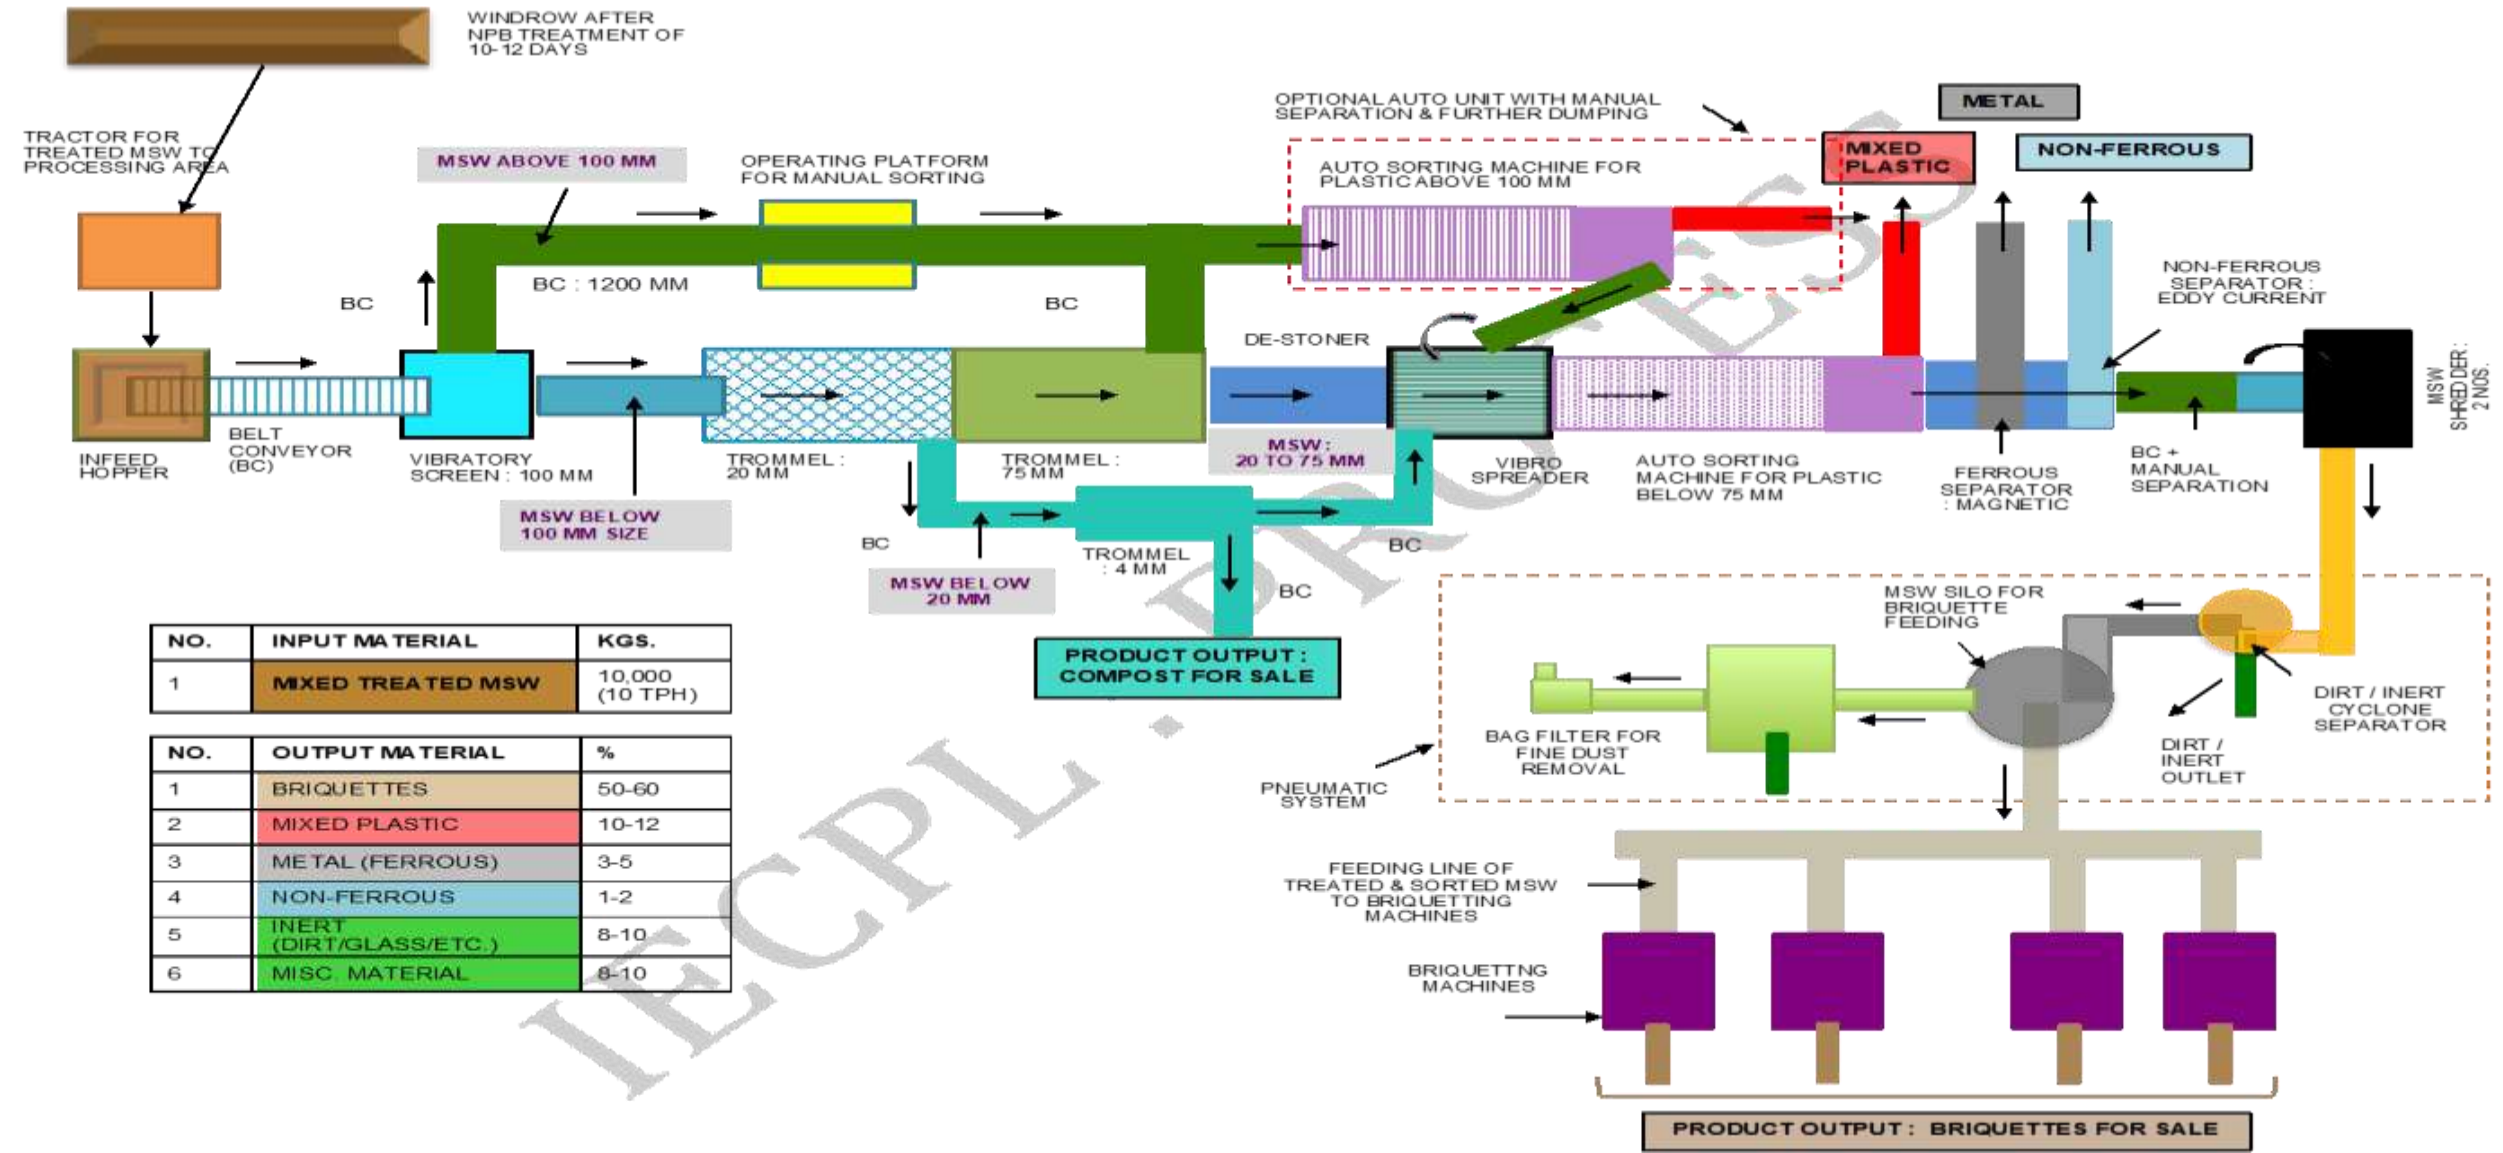 WINDROW AFTER
NPB TREATMENT OF
10-12 DAYS
TRACTOR FOR
TREATED MSW TO
PROCESSING AREA
MSW ABOVE 100 MM
OPERATING PLATFORM
FOR MANUAL SORTING
OPTIONAL AUTO UNIT WITH MANUAL
SEPARATION & FURTHER DUMPING
AUTO SORTING MACHINE FOR
PLASTIC ABOVE 100 MM
MIXED
PLASTIC
METAL
NON-FERROUS
BC
BC : 1200 MM
BC
NON-FERROUS
SEPARATOR :
EDDY CURRENT
DE-STONER
MSW
SHREDDER :
2 NOS.
INFEED
HOPPER
BELT
CONVEYOR
(BC)
VIBRATORY
SCREEN : 100 MM
MSW BELOW
100 MM SIZE
TROMMEL :
20 MM
TROMMEL :
75 MM
MSW :
20 TO 75 MM
VIBRO
SPREADER
AUTO SORTING
MACHINE FOR PLASTIC
BELOW 75 MM
FERROUS
SEPARATOR
: MAGNETIC
BC +
MANUAL
SEPARATION
BC
MSW BELOW
20 MM
TROMMEL
: 4 MM
BC
BC
PRODUCT OUTPUT :
COMPOST FOR SALE
MSW SILO FOR
BRIQUETTE
FEEDING
DIRT / INERT
CYCLONE
SEPARATOR
DIRT /
INERT
OUTLET
BAG FILTER FOR
FINE DUST
REMOVAL
PNEUMATIC
SYSTEM
NO. INPUT MATERIAL KGS.
1 MIXED TREATED MSW 10,000
(10 TPH)
NO. OUTPUT MATERIAL %
1 BRIQUETTES 50-60
2 MIXED PLASTIC 10-12
3 METAL (FERROUS) 3-5
4 NON-FERROUS 1-2
5 INERT
(DIRT/GLASS/ETC.) 8-10
6 MISC. MATERIAL 8-10
FEEDING LINE OF
TREATED & SORTED MSW
TO BRIQUETTING
MACHINES
BRIQUETTNG
MACHINES
PRODUCT OUTPUT : BRIQUETTES FOR SALE